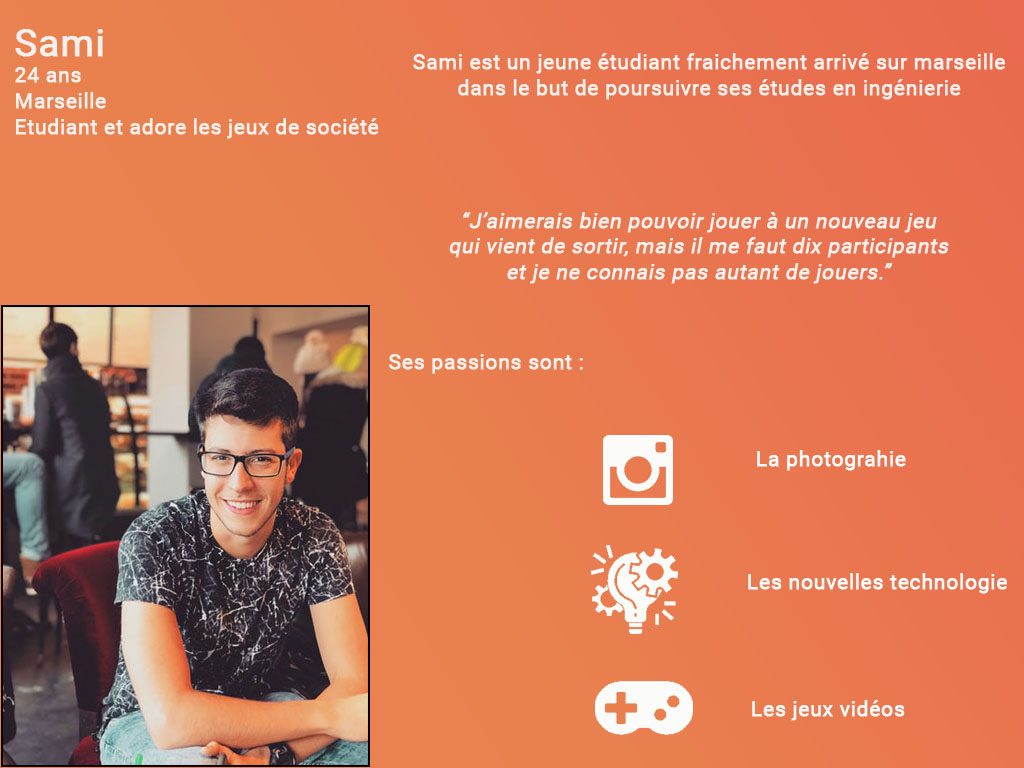 Sami
24 ans
Marseille
Etudiant et adore les jeux de société
Sami est un jeune étudiant fraichement arrivé sur marseille
dans le but de poursuivre ses études en ingénierie
“J’aimerais bien pouvoir jouer à un nouveau jeu
qui vient de sortir, mais il me faut dix participants
et je ne connais pas autant de jouers.”
Ses passions sont :
La photograhie
Les nouvelles technologie
Les jeux vidéos